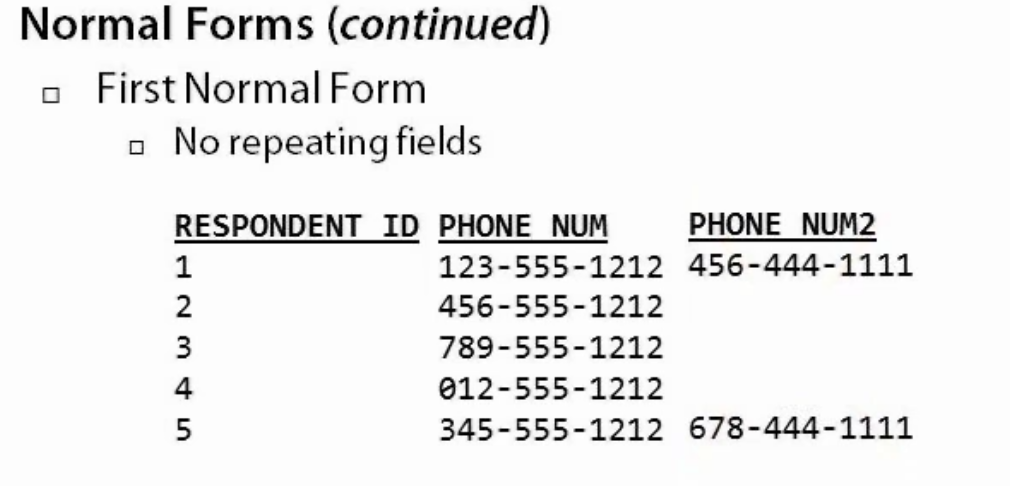 Normal Forms (continued)
First Normal Form
No repeating fields
RESPONDENT ID PHONE NUM PHONE NUM2
1 123-555-1212 456-444-1111
2 456-555-1212
3 789-555-1212
4 012-555-1212
5 345-555-1212 678-444-1111